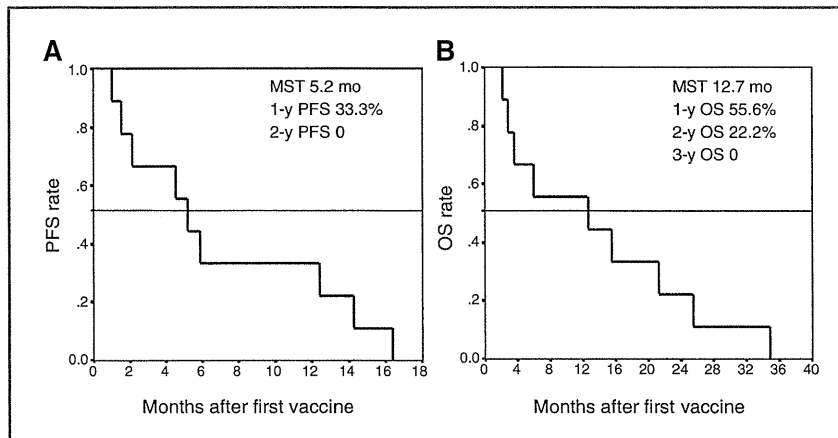 A
MST 5.2 mo
1-y PFS 33.3%
2-y PFS 0
PFS rate
1.0
.8
.6
.4
.2
0.0
0 2 4 6 8 10 12 14 16 18
Months after first vaccine
B
MST 12.7 mo
1-y OS 55.6%
2-y OS 22.2%
3-y OS 0
OS rate
1.0
.8
.6
.4
.2
0.0
0 4 8 12 16 20 24 28 32 36 40
Months after first vaccine